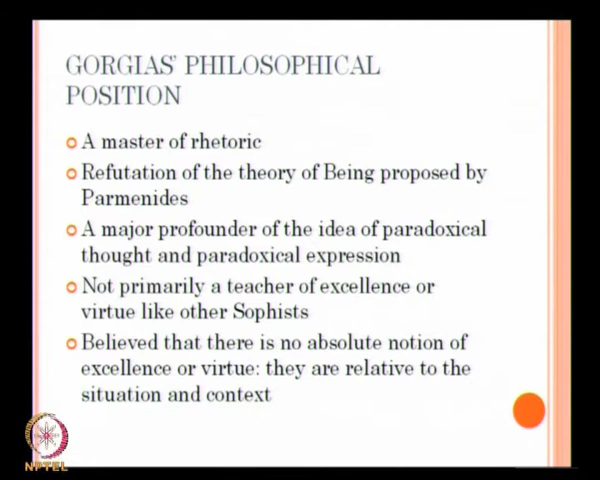 GORGIAS' PHILOSOPHICAL
POSITION
A master of rhetoric
Refutation of the theory of Being proposed by
Parmenides
A major profounder of the idea of paradoxical
thought and paradoxical expression
Not primarily a teacher of excellence or
virtue like other Sophists
Believed that there is no absolute notion of
excellence or virtue: they are relative to the
situation and context
NPTEL